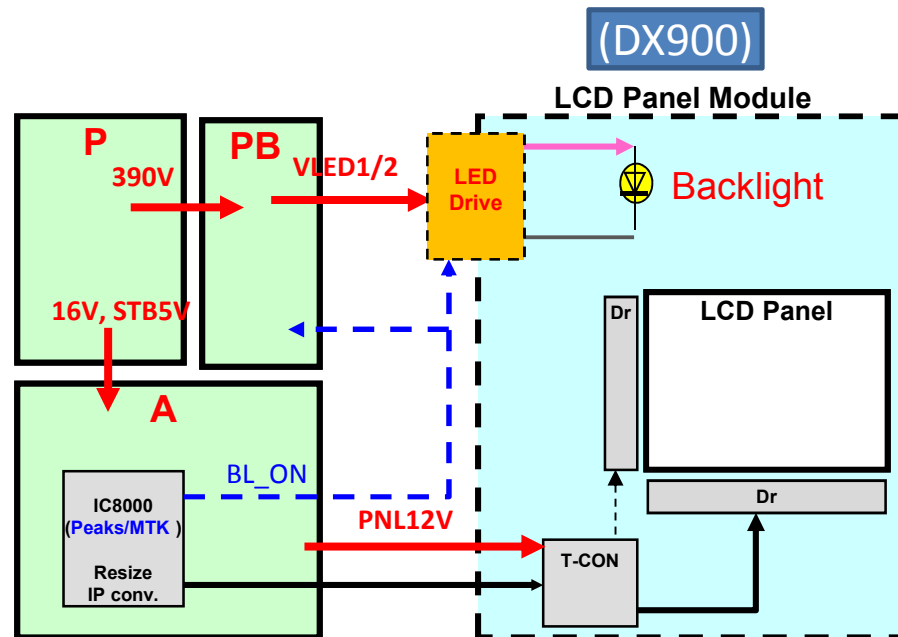 (DX900)
LCD Panel Module
P
PB
390V
VLED1/2
LED
Drive
Backlight
16V, STB5V
Dr
LCD Panel
A
BL_ON
IC8000
(Peaks/MTK )
Resize
IP conv.
PNL12V
Dr
T-CON